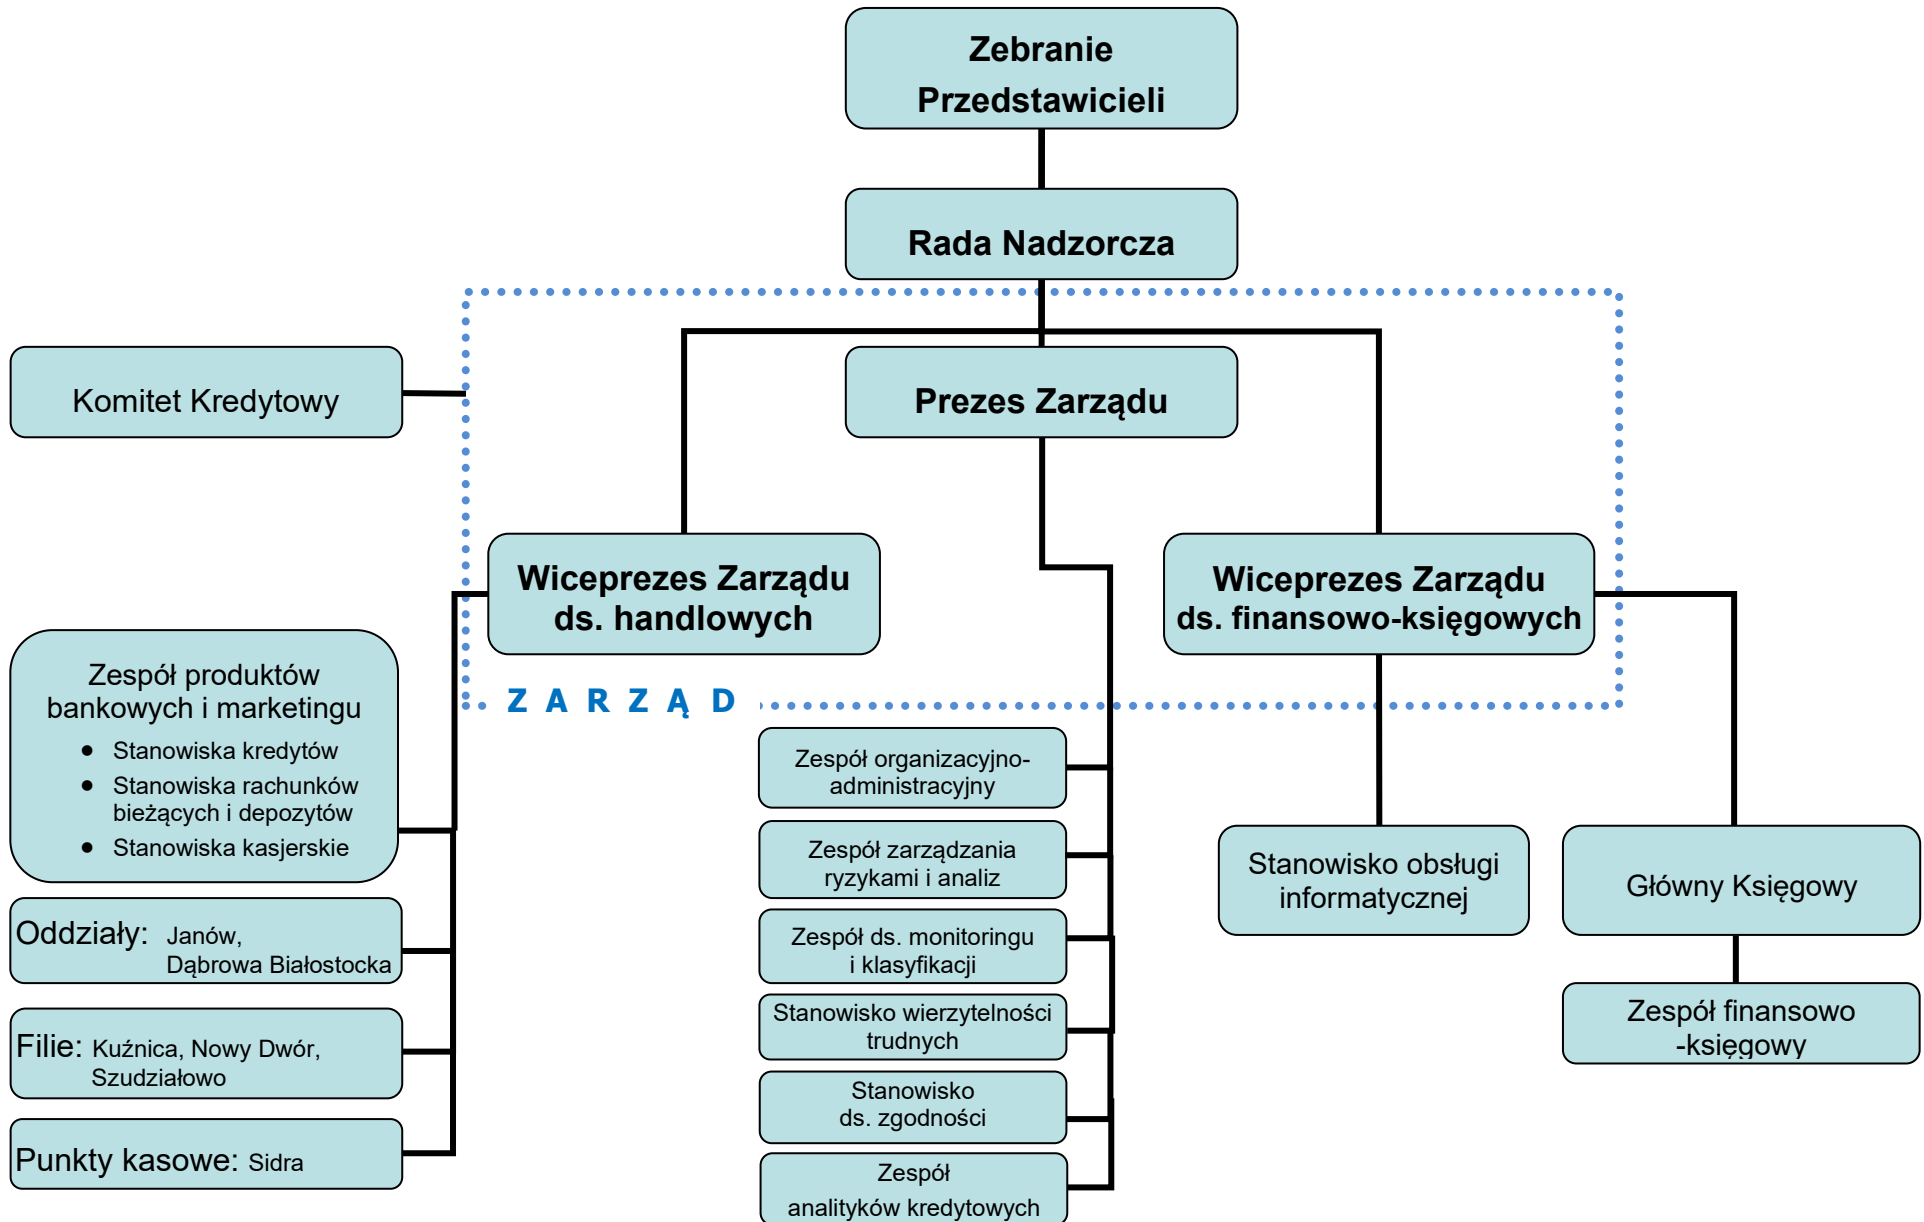 Zebranie
Przedstawicieli
Rada Nadzorcza
Komitet Kredytowy
Prezes Zarządu
Wiceprezes Zarządu
ds. handlowych
Wiceprezes Zarządu
ds. finansowo-księgowych
Z A R Z Ą D
Zespół produktów
bankowych i marketingu
• Stanowiska kredytów
• Stanowiska rachunków
bieżących i depozytów
• Stanowiska kasjerskie
Oddziały: Janów,
Dąbrowa Białostocka
Filie: Kuźnica, Nowy Dwór,
Szudziałowo
Punkty kasowe: Sidra
Zespół organizacyjno-
administracyjny
Zespół zarządzania
ryzykami i analiz
Zespół ds. monitoringu
i klasyfikacji
Stanowisko wierzytelności
trudnych
Stanowisko
ds. zgodności
Zespół
analityków kredytowych
Stanowisko obsługi
informatycznej
Główny Księgowy
Zespół finansowo
-księgowy